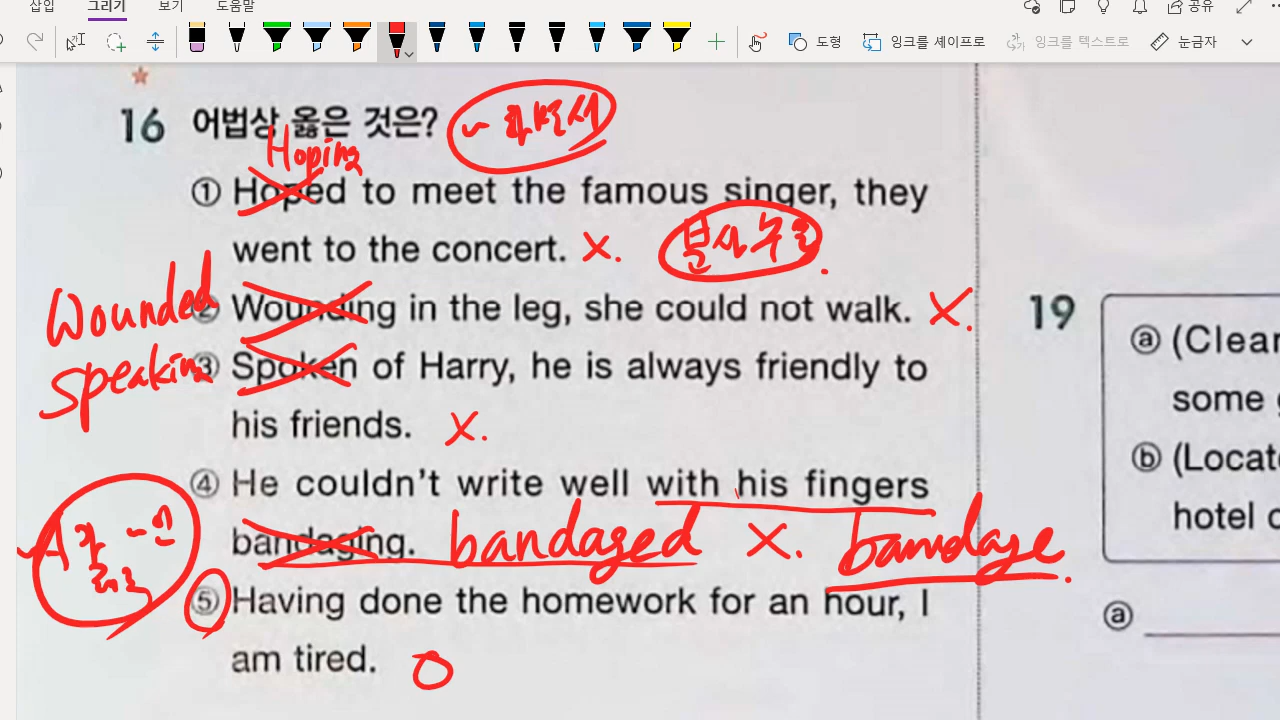 삽입 그리기 보기 도움말 공유
도형 잉크를 셰이프로 잉크를 텍스트로 눈금자
16 어법상 옳은 것은?
Hoping
① Hoped to meet the famous singer, they
went to the concert. X.
분사구문
Wounded
② Wounding in the leg, she could not walk. X.
speaking
③ Spoken of Harry, he is always friendly to
his friends. X.
④ He couldn't write well with his fingers
bandaging. bandaged X. bandage.
⑤ Having done the homework for an hour, I
am tired. O
19
ⓐ (Clear
some
ⓑ (Locat
hotel
ⓐ